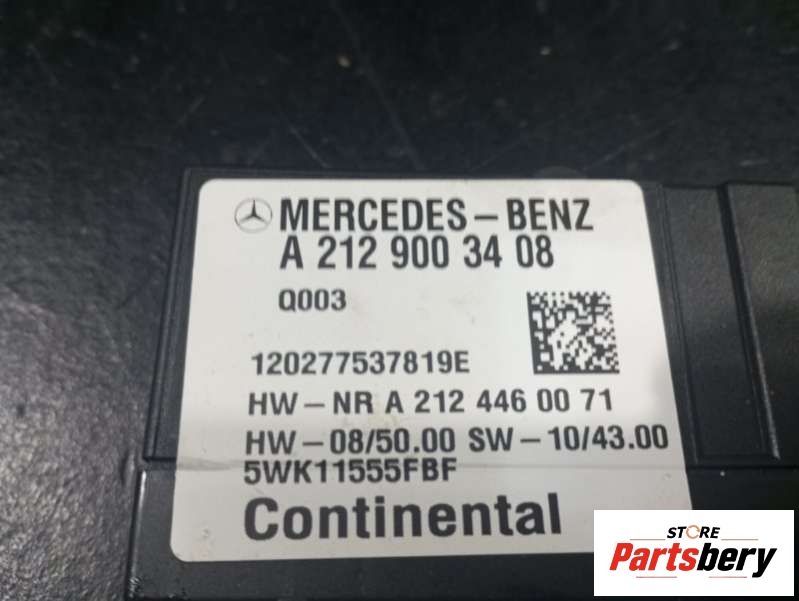 MERCEDES-BENZ
A 212 900 34 08
Q003
120277537819E
HW-NR A 212 446 00 71
HW-08/50.00 SW-10/43.00
5WK11555FBF
Continental
STORE
Partsbery